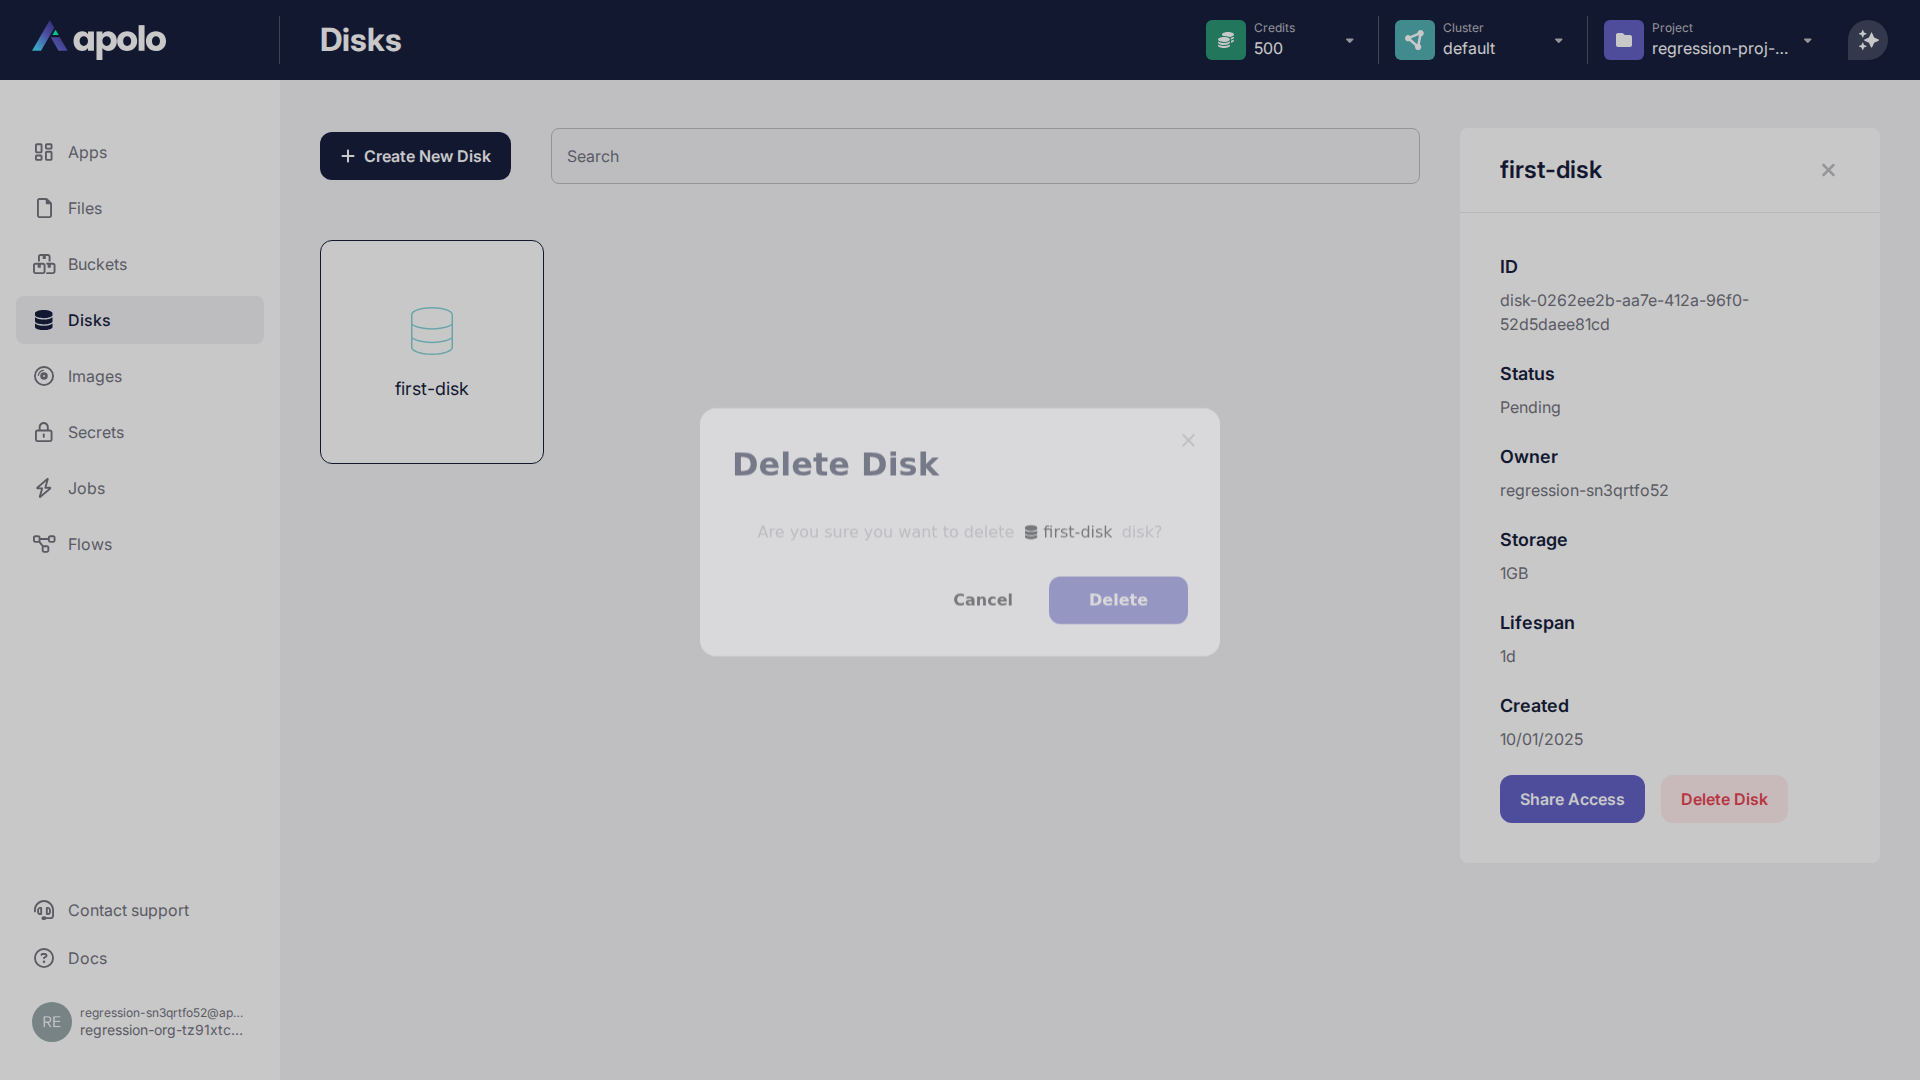 apolo
Disks
Credits
500
Cluster
default
Project
regression-proj-...
Apps
Files
Buckets
Disks
Images
Secrets
Jobs
Flows
Contact support
Docs
RE
regression-sn3qrtfo52@ap...
regression-org-tz91xtc...
Create New Disk
Search
first-disk
Delete Disk
Are you sure you want to delete first-disk disk?
Cancel
Delete
first-disk
ID
disk-0262ee2b-aa7e-412a-96f0-
52d5daee81cd
Status
Pending
Owner
regression-sn3qrtfo52
Storage
1GB
Lifespan
1d
Created
10/01/2025
Share Access
Delete Disk